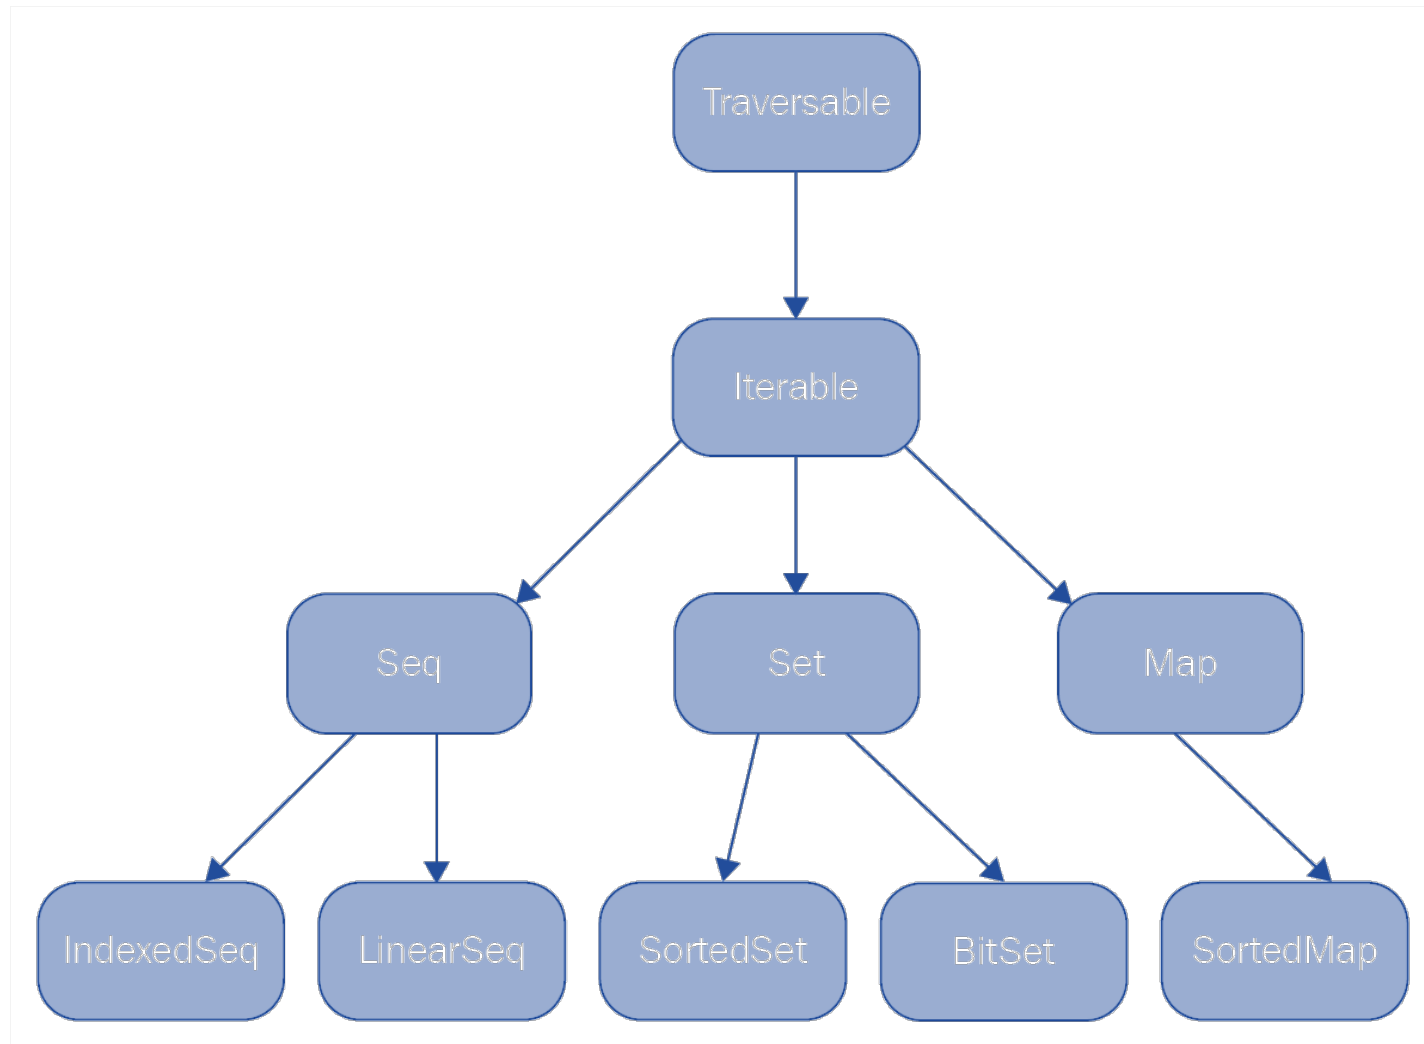 Traversable
Iterable
Seq
Set
Map
IndexedSeq
LinearSeq
SortedSet
BitSet
SortedMap